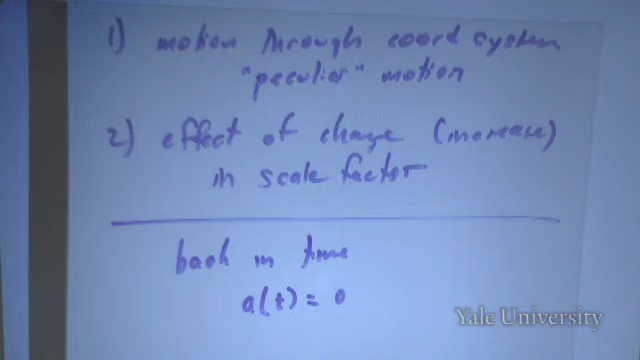 1) motion through coord system
"peculiar" motion
2) effect of change (increase)
in scale factor
back in time
a(t) = 0
Yale University